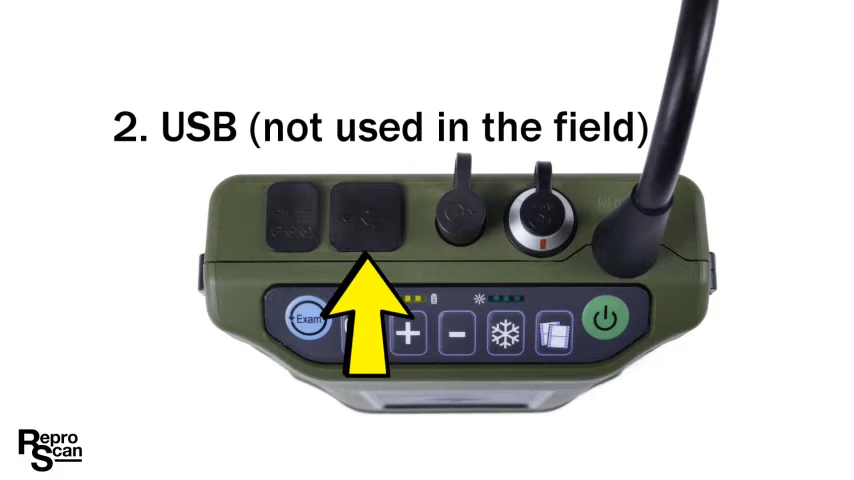 2. USB (not used in the field)
Exam
Repro
Scan